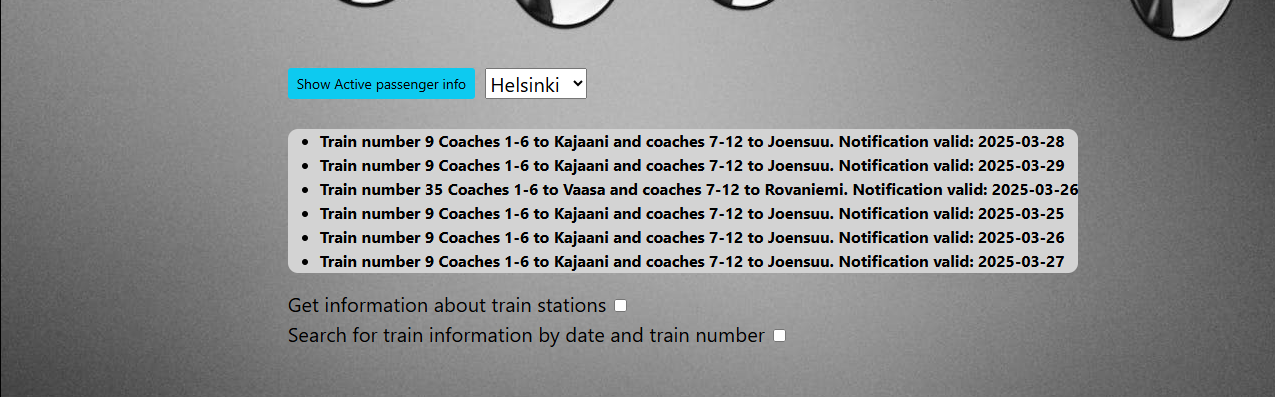 Show Active passenger info Helsinki
Train number 9 Coaches 1-6 to Kajaani and coaches 7-12 to Joensuu. Notification valid: 2025-03-28
Train number 9 Coaches 1-6 to Kajaani and coaches 7-12 to Joensuu. Notification valid: 2025-03-29
Train number 35 Coaches 1-6 to Vaasa and coaches 7-12 to Rovaniemi. Notification valid: 2025-03-26
Train number 9 Coaches 1-6 to Kajaani and coaches 7-12 to Joensuu. Notification valid: 2025-03-25
Train number 9 Coaches 1-6 to Kajaani and coaches 7-12 to Joensuu. Notification valid: 2025-03-26
Train number 9 Coaches 1-6 to Kajaani and coaches 7-12 to Joensuu. Notification valid: 2025-03-27
Get information about train stations
Search for train information by date and train number